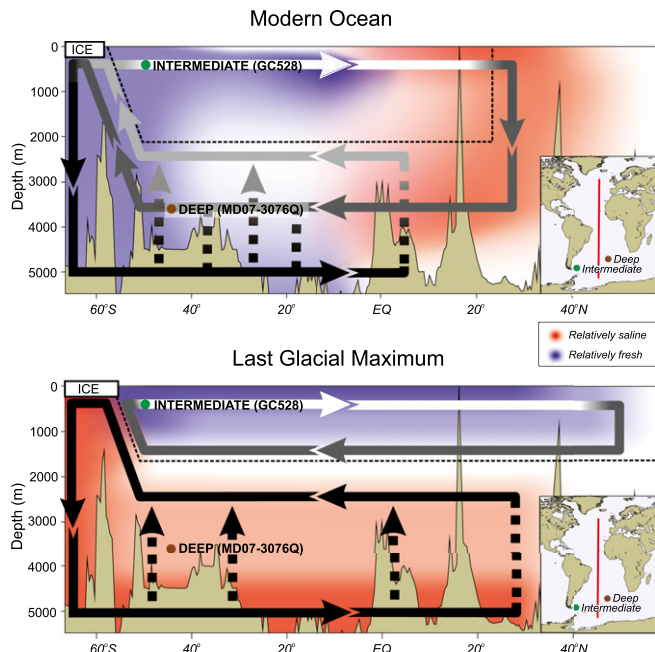 Modern Ocean
ICE
0
INTERMEDIATE (GC528)
1000
2000
3000
DEEP (MD07-3076Q)
4000
5000
Depth (m)
Deep
Intermediate
60°S
40°
20°
EQ
20°
40°N
Relatively saline
Relatively fresh
Last Glacial Maximum
ICE
0
INTERMEDIATE (GC528)
1000
2000
3000
DEEP (MD07-3076Q)
4000
5000
Depth (m)
Deep
Intermediate
60°S
40°
20°
EQ
20°
40°N